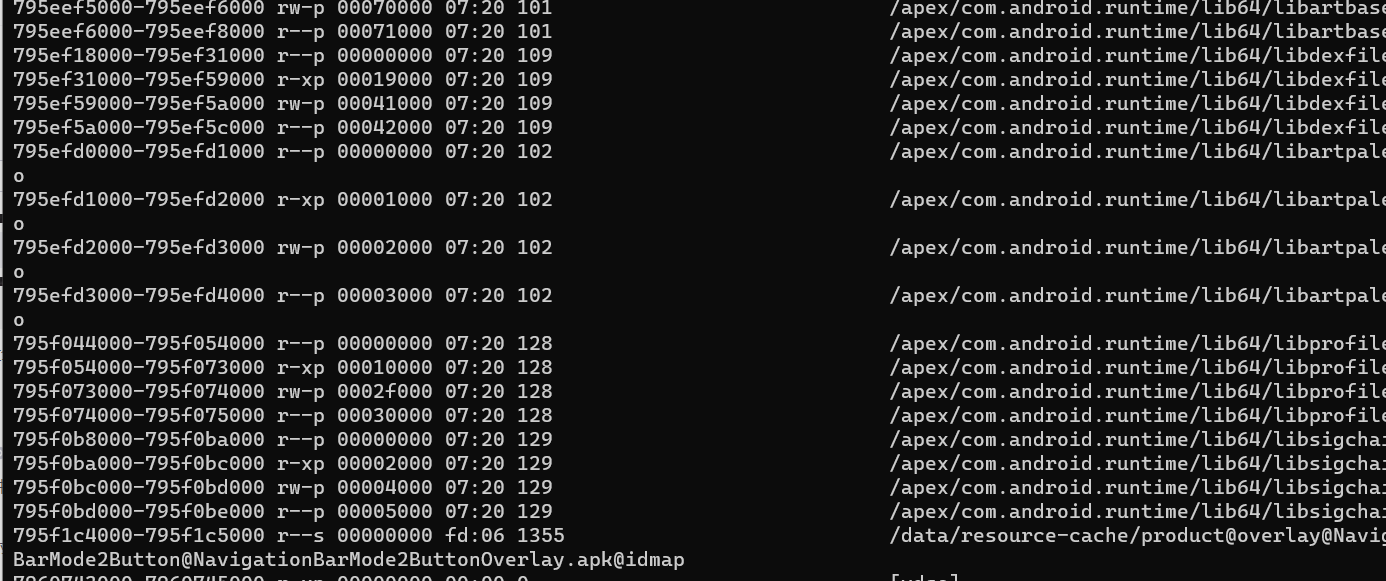 795eef5000-795eef6000 rw-p 00070000 07:20 101 /apex/com.android.runtime/lib64/libartbase
795eef6000-795eef8000 r--p 00071000 07:20 101 /apex/com.android.runtime/lib64/libartbase
795ef18000-795ef31000 r--p 00000000 07:20 109 /apex/com.android.runtime/lib64/libdexfile
795ef31000-795ef59000 r-xp 00019000 07:20 109 /apex/com.android.runtime/lib64/libdexfile
795ef59000-795ef5a000 rw-p 00041000 07:20 109 /apex/com.android.runtime/lib64/libdexfile
795ef5a000-795ef5c000 r--p 00042000 07:20 109 /apex/com.android.runtime/lib64/libdexfile
795efd0000-795efd1000 r--p 00000000 07:20 102 /apex/com.android.runtime/lib64/libartpale
o
795efd1000-795efd2000 r-xp 00001000 07:20 102 /apex/com.android.runtime/lib64/libartpale
o
795efd2000-795efd3000 rw-p 00002000 07:20 102 /apex/com.android.runtime/lib64/libartpale
o
795efd3000-795efd4000 r--p 00003000 07:20 102 /apex/com.android.runtime/lib64/libartpale
o
795f044000-795f054000 r--p 00000000 07:20 128 /apex/com.android.runtime/lib64/libprofile
795f054000-795f073000 r-xp 00010000 07:20 128 /apex/com.android.runtime/lib64/libprofile
795f073000-795f074000 rw-p 0002f000 07:20 128 /apex/com.android.runtime/lib64/libprofile
795f074000-795f075000 r--p 00030000 07:20 128 /apex/com.android.runtime/lib64/libprofile
795f0b8000-795f0ba000 r--p 00000000 07:20 129 /apex/com.android.runtime/lib64/libsigchai
795f0ba000-795f0bc000 r-xp 00002000 07:20 129 /apex/com.android.runtime/lib64/libsigchai
795f0bc000-795f0bd000 rw-p 00004000 07:20 129 /apex/com.android.runtime/lib64/libsigchai
795f0bd000-795f0be000 r--p 00005000 07:20 129 /apex/com.android.runtime/lib64/libsigchai
795f1c4000-795f1c5000 r--s 00000000 fd:06 1355 /data/resource-cache/product@overlay@Navig
BarMode2Button@NavigationBarMode2ButtonOverlay.apk@idmap